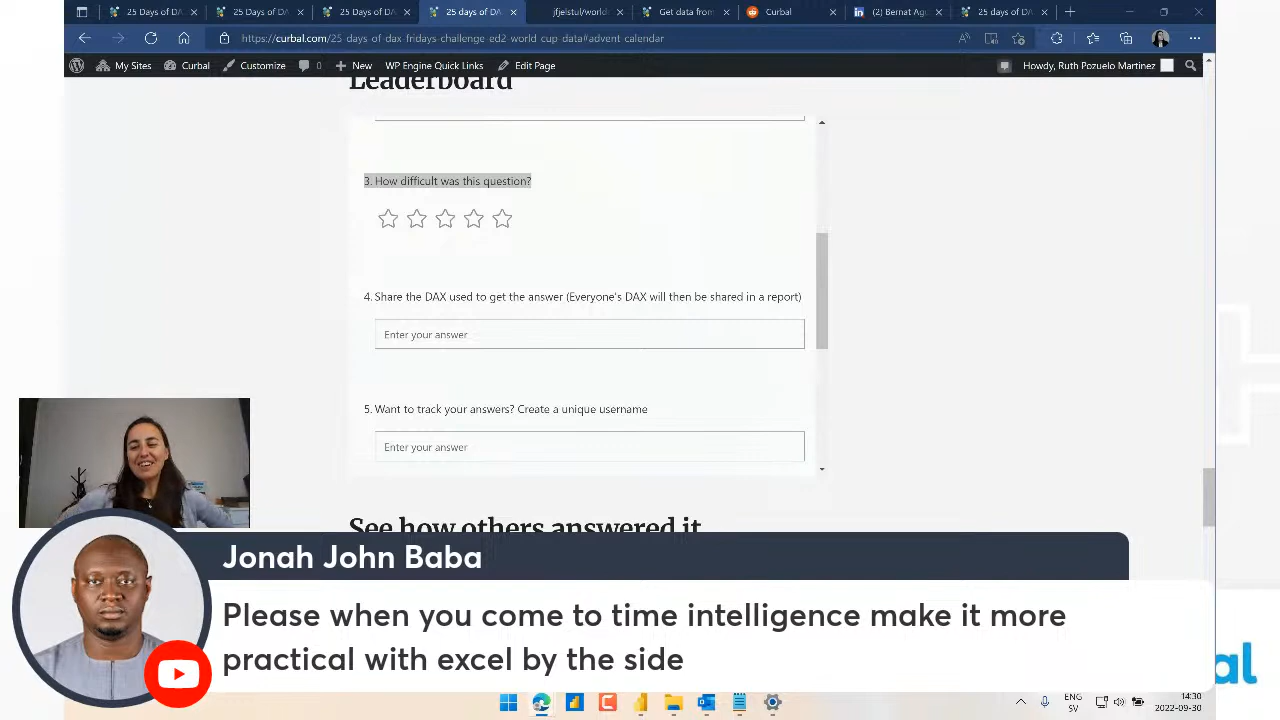 25 Days of DA
25 Days of DA
25 Days of DA
25 days of DA
jfjelstul/world
Get data from
Curbal
(2) Bernat Ag
25 days of DA
https://curbal.com/25-days-of-dax-fridays-challenge-ed2-world-cup-data#advent calendar
My Sites
Curbal
Customize
0
New
WP Engine Quick Links
Edit Page
Howdy, Ruth Pozuelo Martinez
Leaderboard
3. How difficult was this question?
4. Share the DAX used to get the answer (Everyone's DAX will then be shared in a report)
Enter your answer
5. Want to track your answers? Create a unique username
Enter your answer
See how others answered it
Jonah John Baba
Please when you come to time intelligence make it more
practical with excel by the side
al
ENG
SV
14:30
2022-09-30